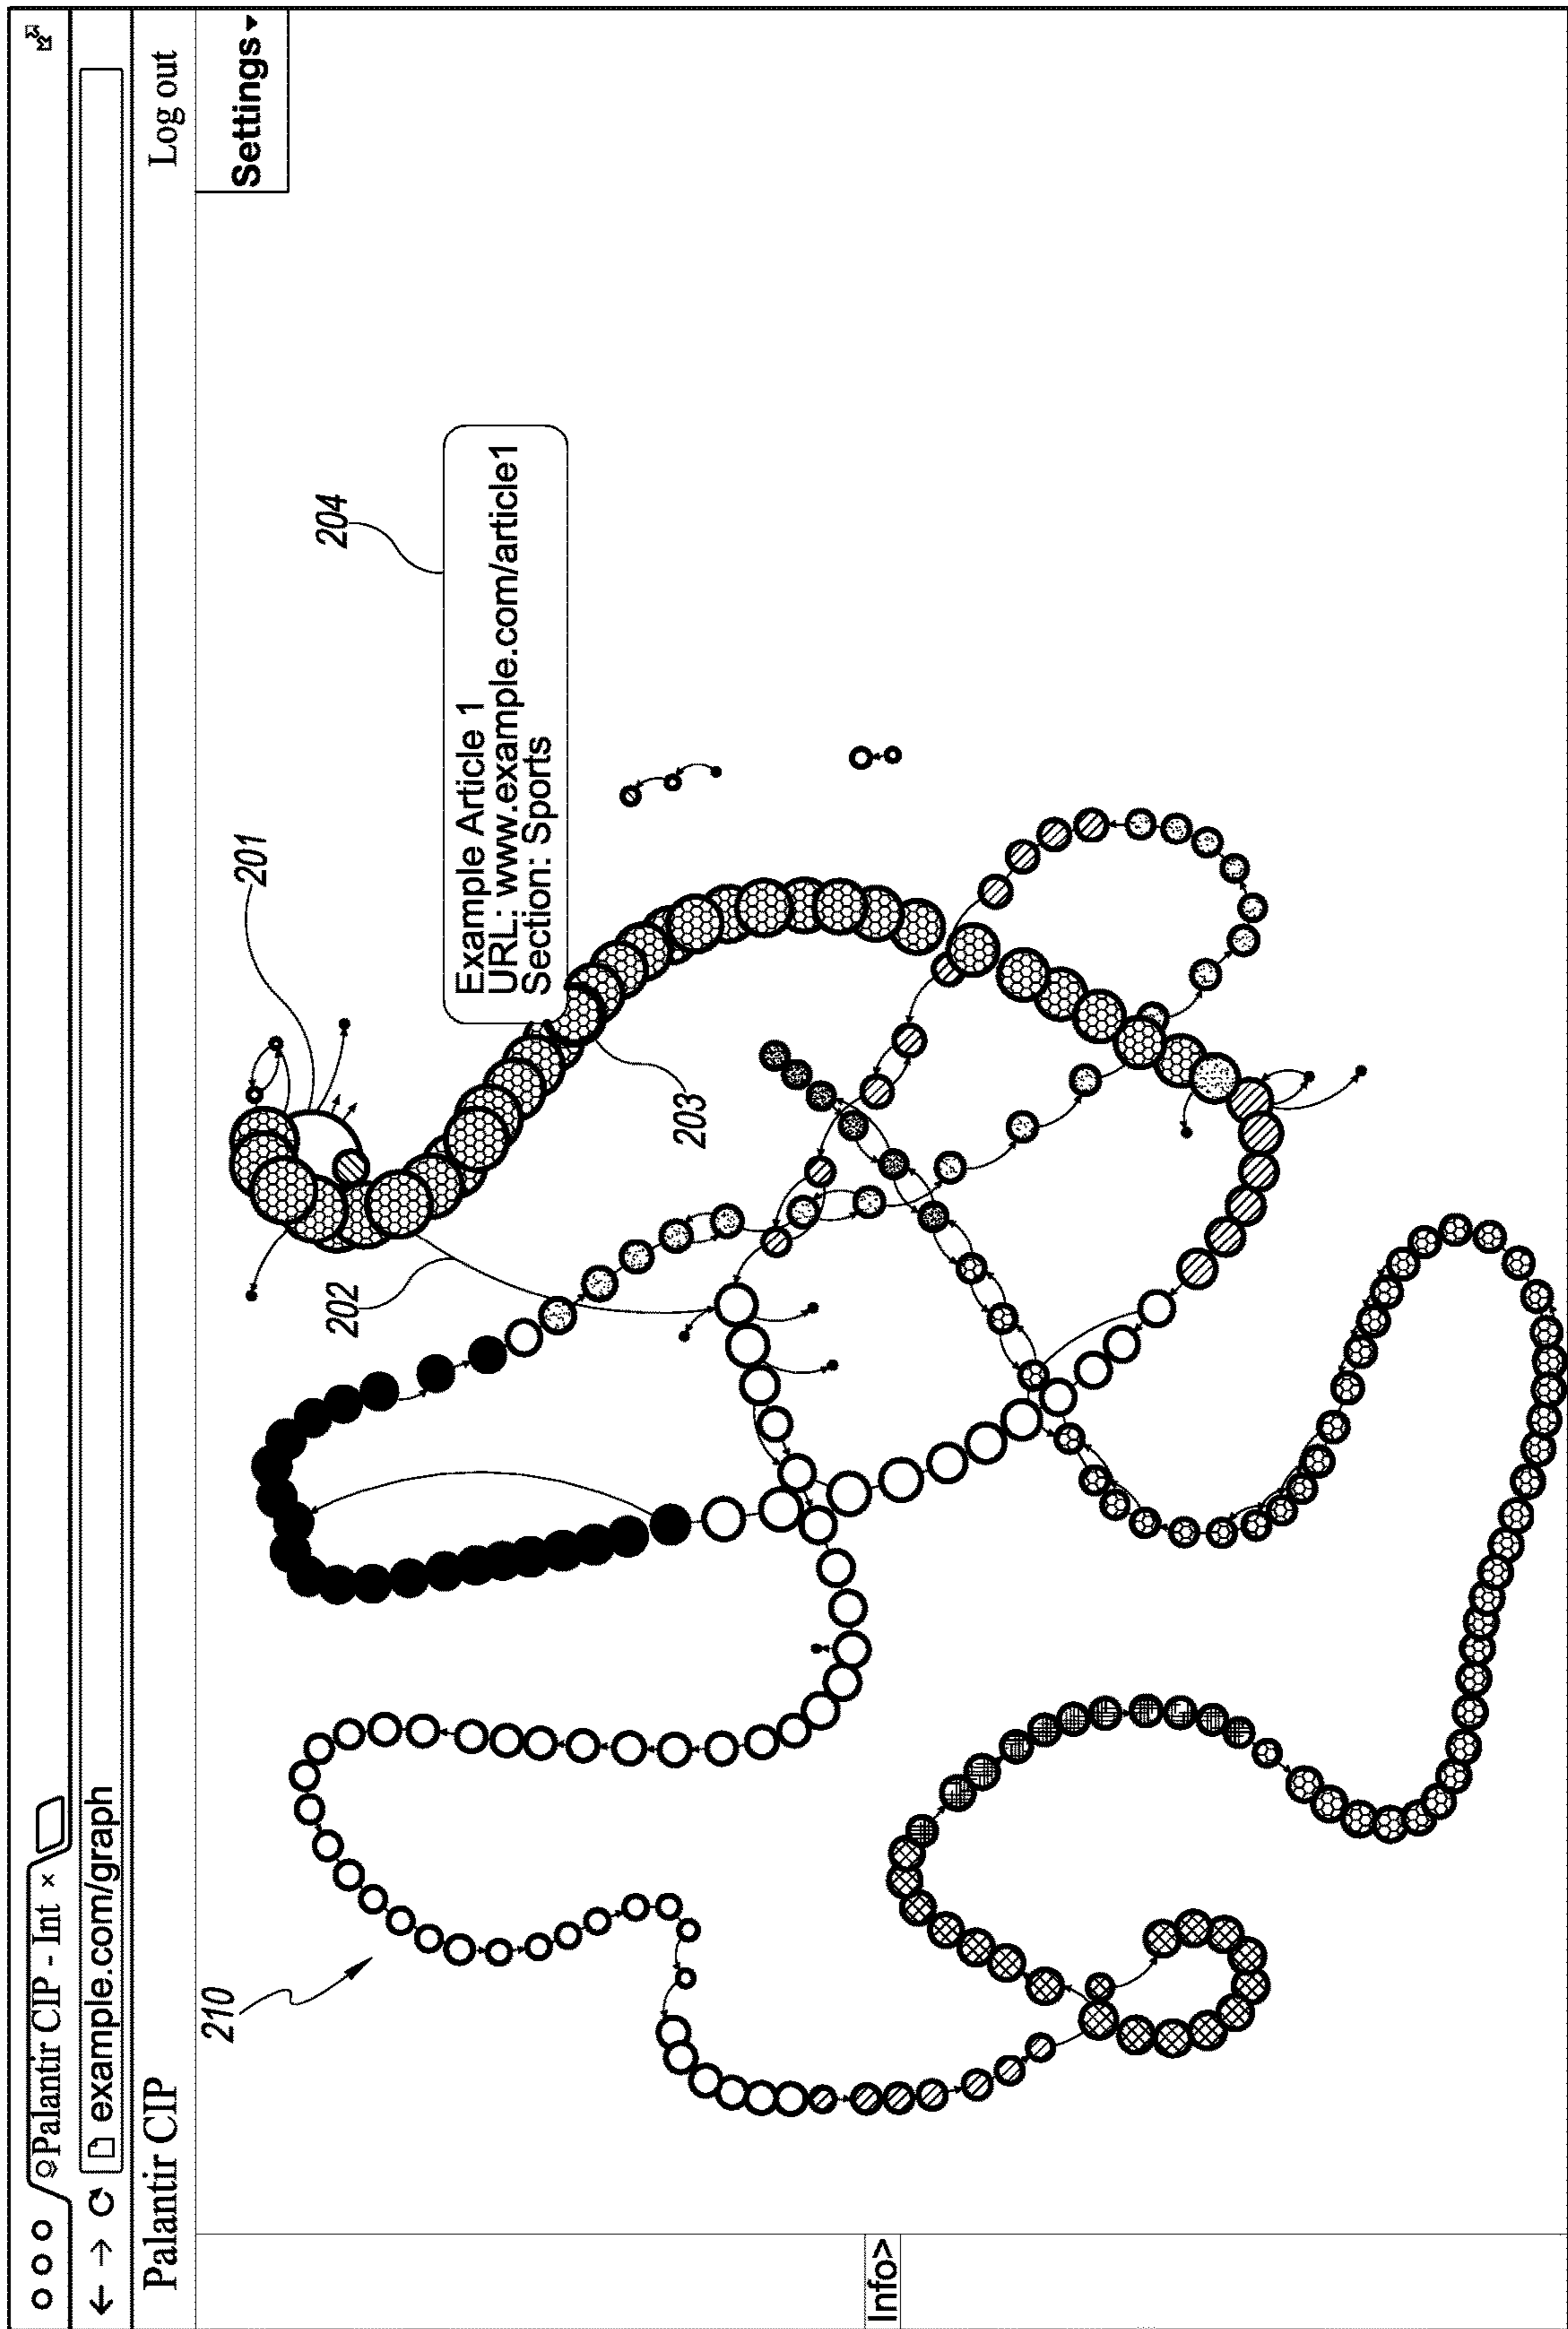 Palantir CIP - Int ×
example.com/graph
Palantir CIP
Log out
Settings
210
202
201
204
Example Article 1
URL: www.example.com/article1
Section: Sports
203
Info>